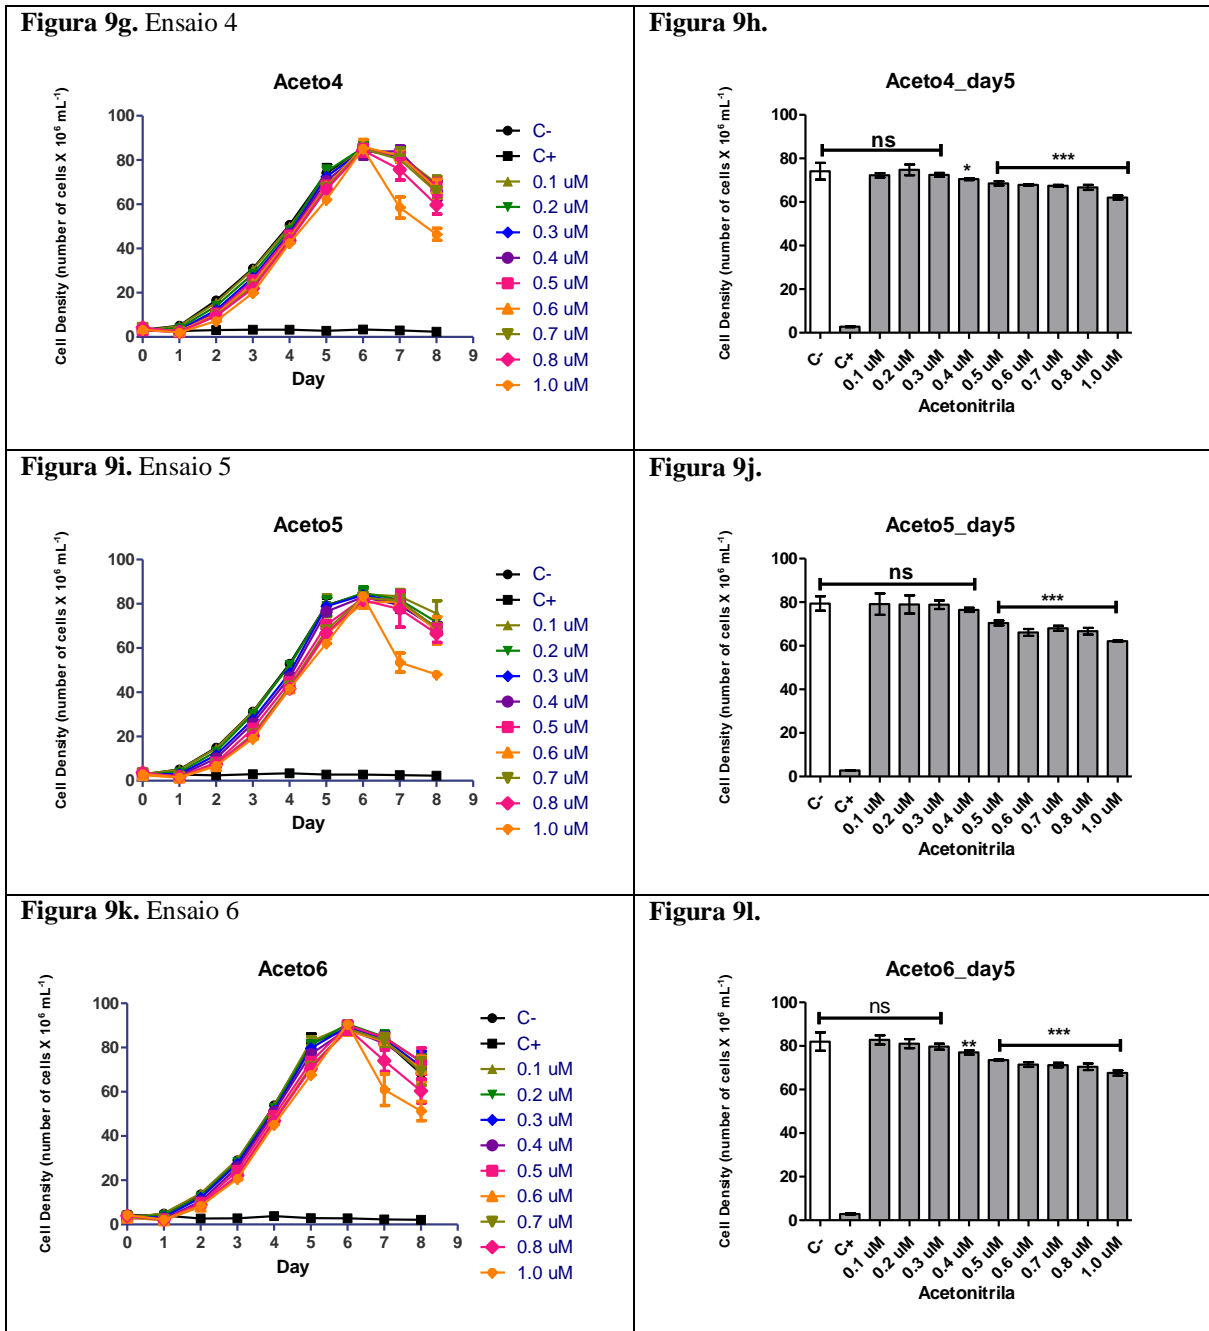 Figura 9g. Ensaio 4
Aceto4
Cell Density (number of cells X 10⁶ mL⁻¹)
100
80
60
40
20
0
0 1 2 3 4 5 6 7 8 9
Day
C-
C+
0.1 uM
0.2 uM
0.3 uM
0.4 uM
0.5 uM
0.6 uM
0.7 uM
0.8 uM
1.0 uM
Figura 9h.
Aceto4_day5
Cell Density (number of cells X 10⁶ mL⁻¹)
100
80
60
40
20
0
ns
*
***
C- C+ 0.1 uM 0.2 uM 0.3 uM 0.4 uM 0.5 uM 0.6 uM 0.7 uM 0.8 uM 1.0 uM
Acetonitrila
Figura 9i. Ensaio 5
Aceto5
Cell Density (number of cells X 10⁶ mL⁻¹)
100
80
60
40
20
0
0 1 2 3 4 5 6 7 8 9
Day
C-
C+
0.1 uM
0.2 uM
0.3 uM
0.4 uM
0.5 uM
0.6 uM
0.7 uM
0.8 uM
1.0 uM
Figura 9j.
Aceto5_day5
Cell Density (number of cells X 10⁶ mL⁻¹)
100
80
60
40
20
0
ns
***
C- C+ 0.1 uM 0.2 uM 0.3 uM 0.4 uM 0.5 uM 0.6 uM 0.7 uM 0.8 uM 1.0 uM
Acetonitrila
Figura 9k. Ensaio 6
Aceto6
Cell Density (number of cells X 10⁶ mL⁻¹)
100
80
60
40
20
0
0 1 2 3 4 5 6 7 8 9
Day
C-
C+
0.1 uM
0.2 uM
0.3 uM
0.4 uM
0.5 uM
0.6 uM
0.7 uM
0.8 uM
1.0 uM
Figura 9l.
Aceto6_day5
Cell Density (number of cells X 10⁶ mL⁻¹)
100
80
60
40
20
0
ns
**
***
C- C+ 0.1 uM 0.2 uM 0.3 uM 0.4 uM 0.5 uM 0.6 uM 0.7 uM 0.8 uM 1.0 uM
Acetonitrila